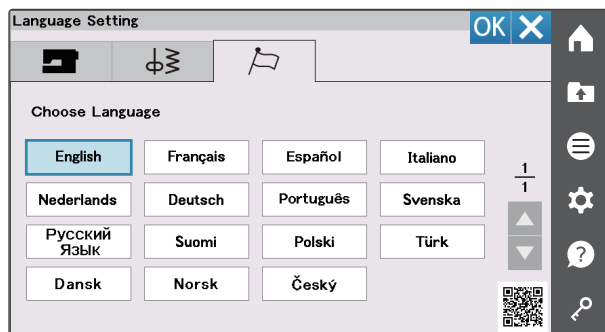 Language Setting
OK
Choose Language
English
Français
Español
Italiano
1
1
Nederlands
Deutsch
Português
Svenska
Русский
Язык
Suomi
Polski
Türk
Dansk
Norsk
Český
?